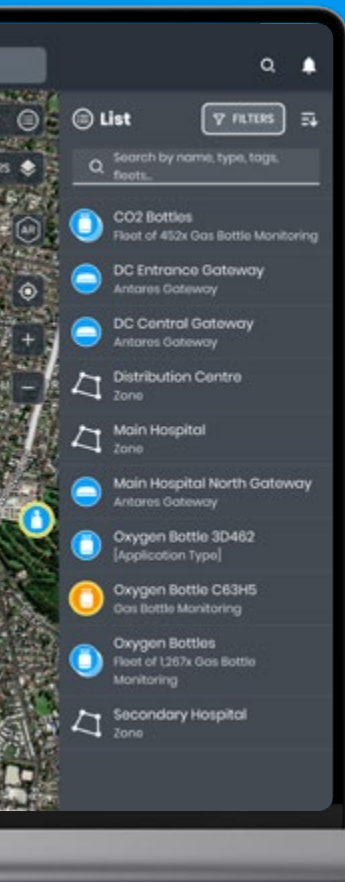 List
FILTERS
Search by name, type, tags,
fleets...
RS
AR
CO2 Bottles
Fleet of 452x Gas Bottle Monitoring
DC Entrance Gateway
Antares Gateway
DC Central Gateway
Antares Gateway
Distribution Centre
Zone
Main Hospital
Zone
Main Hospital North Gateway
Antares Gateway
Oxygen Bottle 3D462
[Application Type]
Oxygen Bottle C63H5
Gas Bottle Monitoring
Oxygen Bottles
Fleet of 1,267x Gas Bottle
Monitoring
Secondary Hospital
Zone